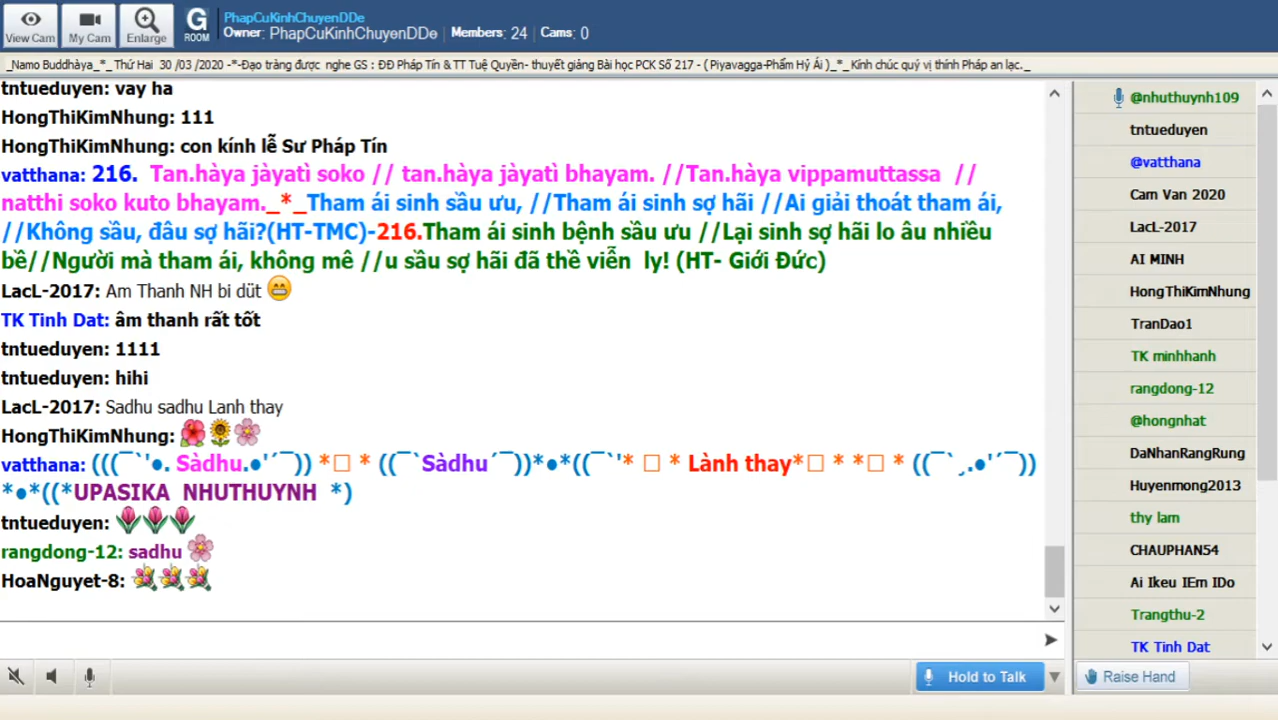 View Cam
My Cam
Enlarge
G
ROOM
PhapCuKinhChuyenDDe
Owner: PhapCuKinhChuyenDDe | Members: 24 | Cams: 0
_Namo Buddhàya_*_ Thứ Hai 30 /03 /2020 -*-Đạo tràng được nghe GS : ĐĐ Pháp Tín & TT Tuệ Quyền- thuyết giảng Bài học PCK Số 217 - ( Piyavagga-Phẩm Hỷ Ái )_*_ Kính chúc quý vị thính Pháp an lạc._
tntueduyen: vay ha
HongThiKimNhung: 111
HongThiKimNhung: con kính lễ Sư Pháp Tín
vatthana: 216. Tan.hàya jàyatì soko // tan.hàya jàyatì bhayam. //Tan.hàya vippamuttassa //
natthi soko kuto bhayam._*_Tham ái sinh sầu ưu, //Tham ái sinh sợ hãi //Ai giải thoát tham ái,
//Không sầu, đâu sợ hãi?(HT-TMC)-216.Tham ái sinh bệnh sầu ưu //Lại sinh sợ hãi lo âu nhiều
bề//Người mà tham ái, không mê //u sầu sợ hãi đã thề viễn ly! (HT- Giới Đức)
LacL-2017: Am Thanh NH bi düt
TK Tinh Dat: âm thanh rất tốt
tntueduyen: 1111
tntueduyen: hihi
LacL-2017: Sadhu sadhu Lanh thay
HongThiKimNhung:
vatthana: (((¯`'●. Sàdhu.●'´¯)) *□ * ((¯`Sàdhu´¯))*●*((¯`'* □ * Lành thay*□ * *□ * ((¯`¸.●'´¯))
*●*((*UPASIKA NHUTHUYNH *)
tntueduyen:
rangdong-12: sadhu
HoaNguyet-8:
@nhuthuynh109
tntueduyen
@vatthana
Cam Van 2020
LacL-2017
AI MINH
HongThiKimNhung
TranDao1
TK minhhanh
rangdong-12
@hongnhat
DaNhanRangRung
Huyenmong2013
thy lam
CHAUPHAN54
Ai Ikeu IEm IDo
Trangthu-2
TK Tinh Dat
Hold to Talk
Raise Hand